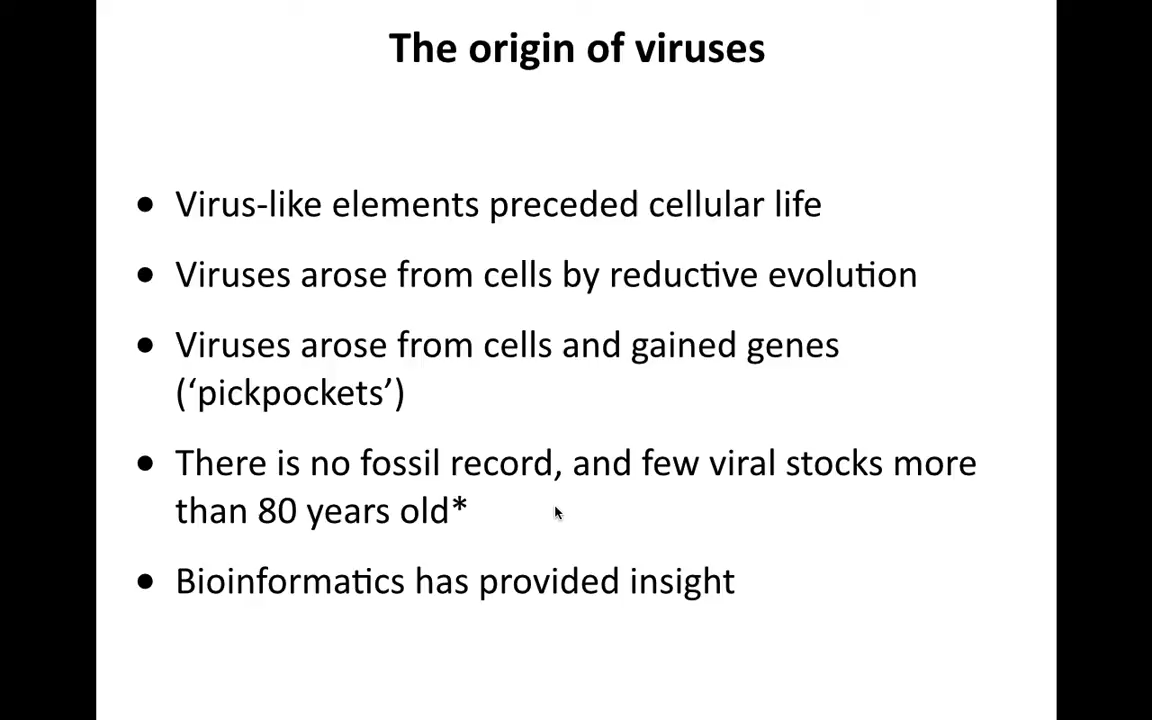 The origin of viruses
• Virus-like elements preceded cellular life
• Viruses arose from cells by reductive evolution
• Viruses arose from cells and gained genes
(‘pickpockets’)
• There is no fossil record, and few viral stocks more
than 80 years old*
• Bioinformatics has provided insight